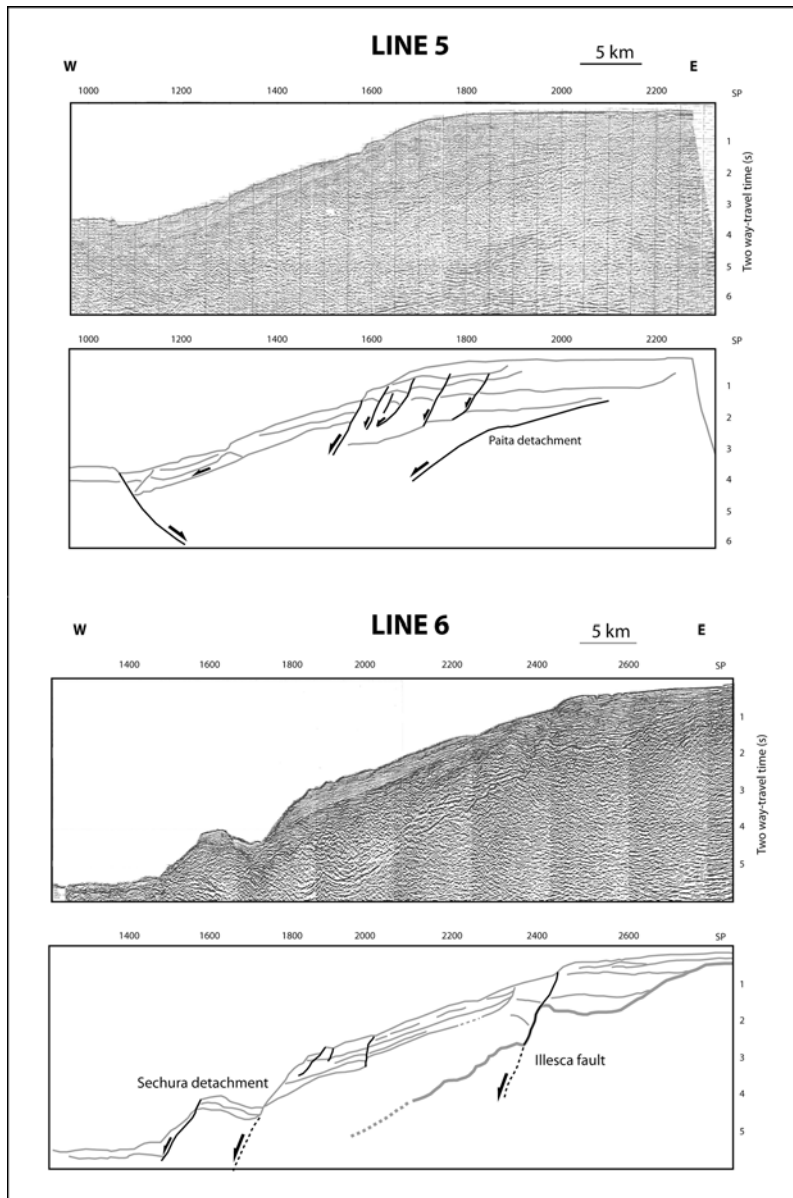 LINE 5
5 km
W E
1000 1200 1400 1600 1800 2000 2200 SP
1
2
3
4
5
6
Two way-travel time (s)
1000 1200 1400 1600 1800 2000 2200 SP
1
2
3
4
5
6
Paita detachment
LINE 6
5 km
W E
1400 1600 1800 2000 2200 2400 2600 SP
1
2
3
4
5
Two way-travel time (s)
1400 1600 1800 2000 2200 2400 2600 SP
1
2
3
4
5
Sechura detachment
Illesca fault